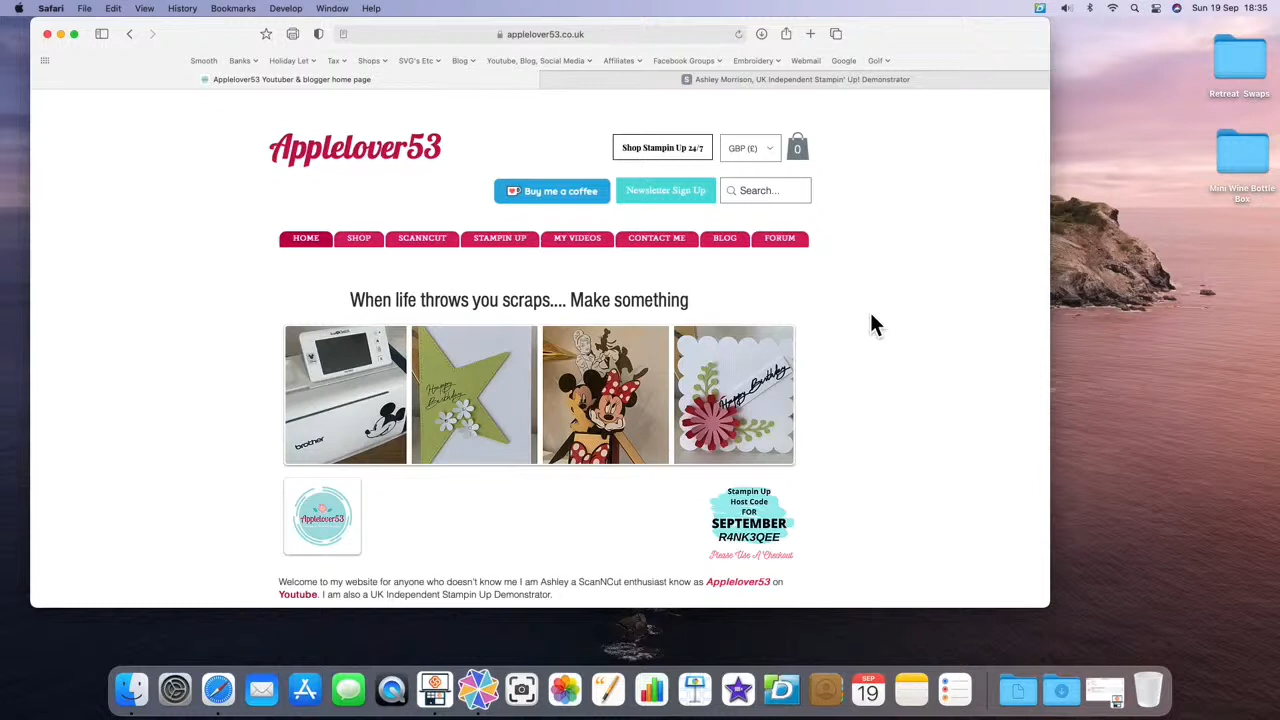 Safari File Edit View History Bookmarks Develop Window Help
Sun 19 Sep 18:35
applelover53.co.uk
Smooth Banks Holiday Let Tax Shops SVG's Etc Blog Youtube, Blog, Social Media Affiliates Facebook Groups Embroidery Webmail Google Golf
Applelover53 Youtuber & blogger home page
S Ashley Morrison, UK Independent Stampin' Up! Demonstrator
Retreat Swaps
Mini Wine Bottle
Box
Applelover53
Shop Stampin Up 24/7
GBP (£)
0
Buy me a coffee
Newsletter Sign Up
Search...
HOME SHOP SCANNCUT STAMPIN UP MY VIDEOS CONTACT ME BLOG FORUM
When life throws you scraps.... Make something
brother
Happy
Birthday
Happy Birthday
Applelover53
Stampin Up
Host Code
FOR
SEPTEMBER
R4NK3QEE
Please Use A Checkout
Welcome to my website for anyone who doesn't know me I am Ashley a ScanNCut enthusiast know as Applelover53 on
Youtube. I am also a UK Independent Stampin Up Demonstrator.
SEP
19